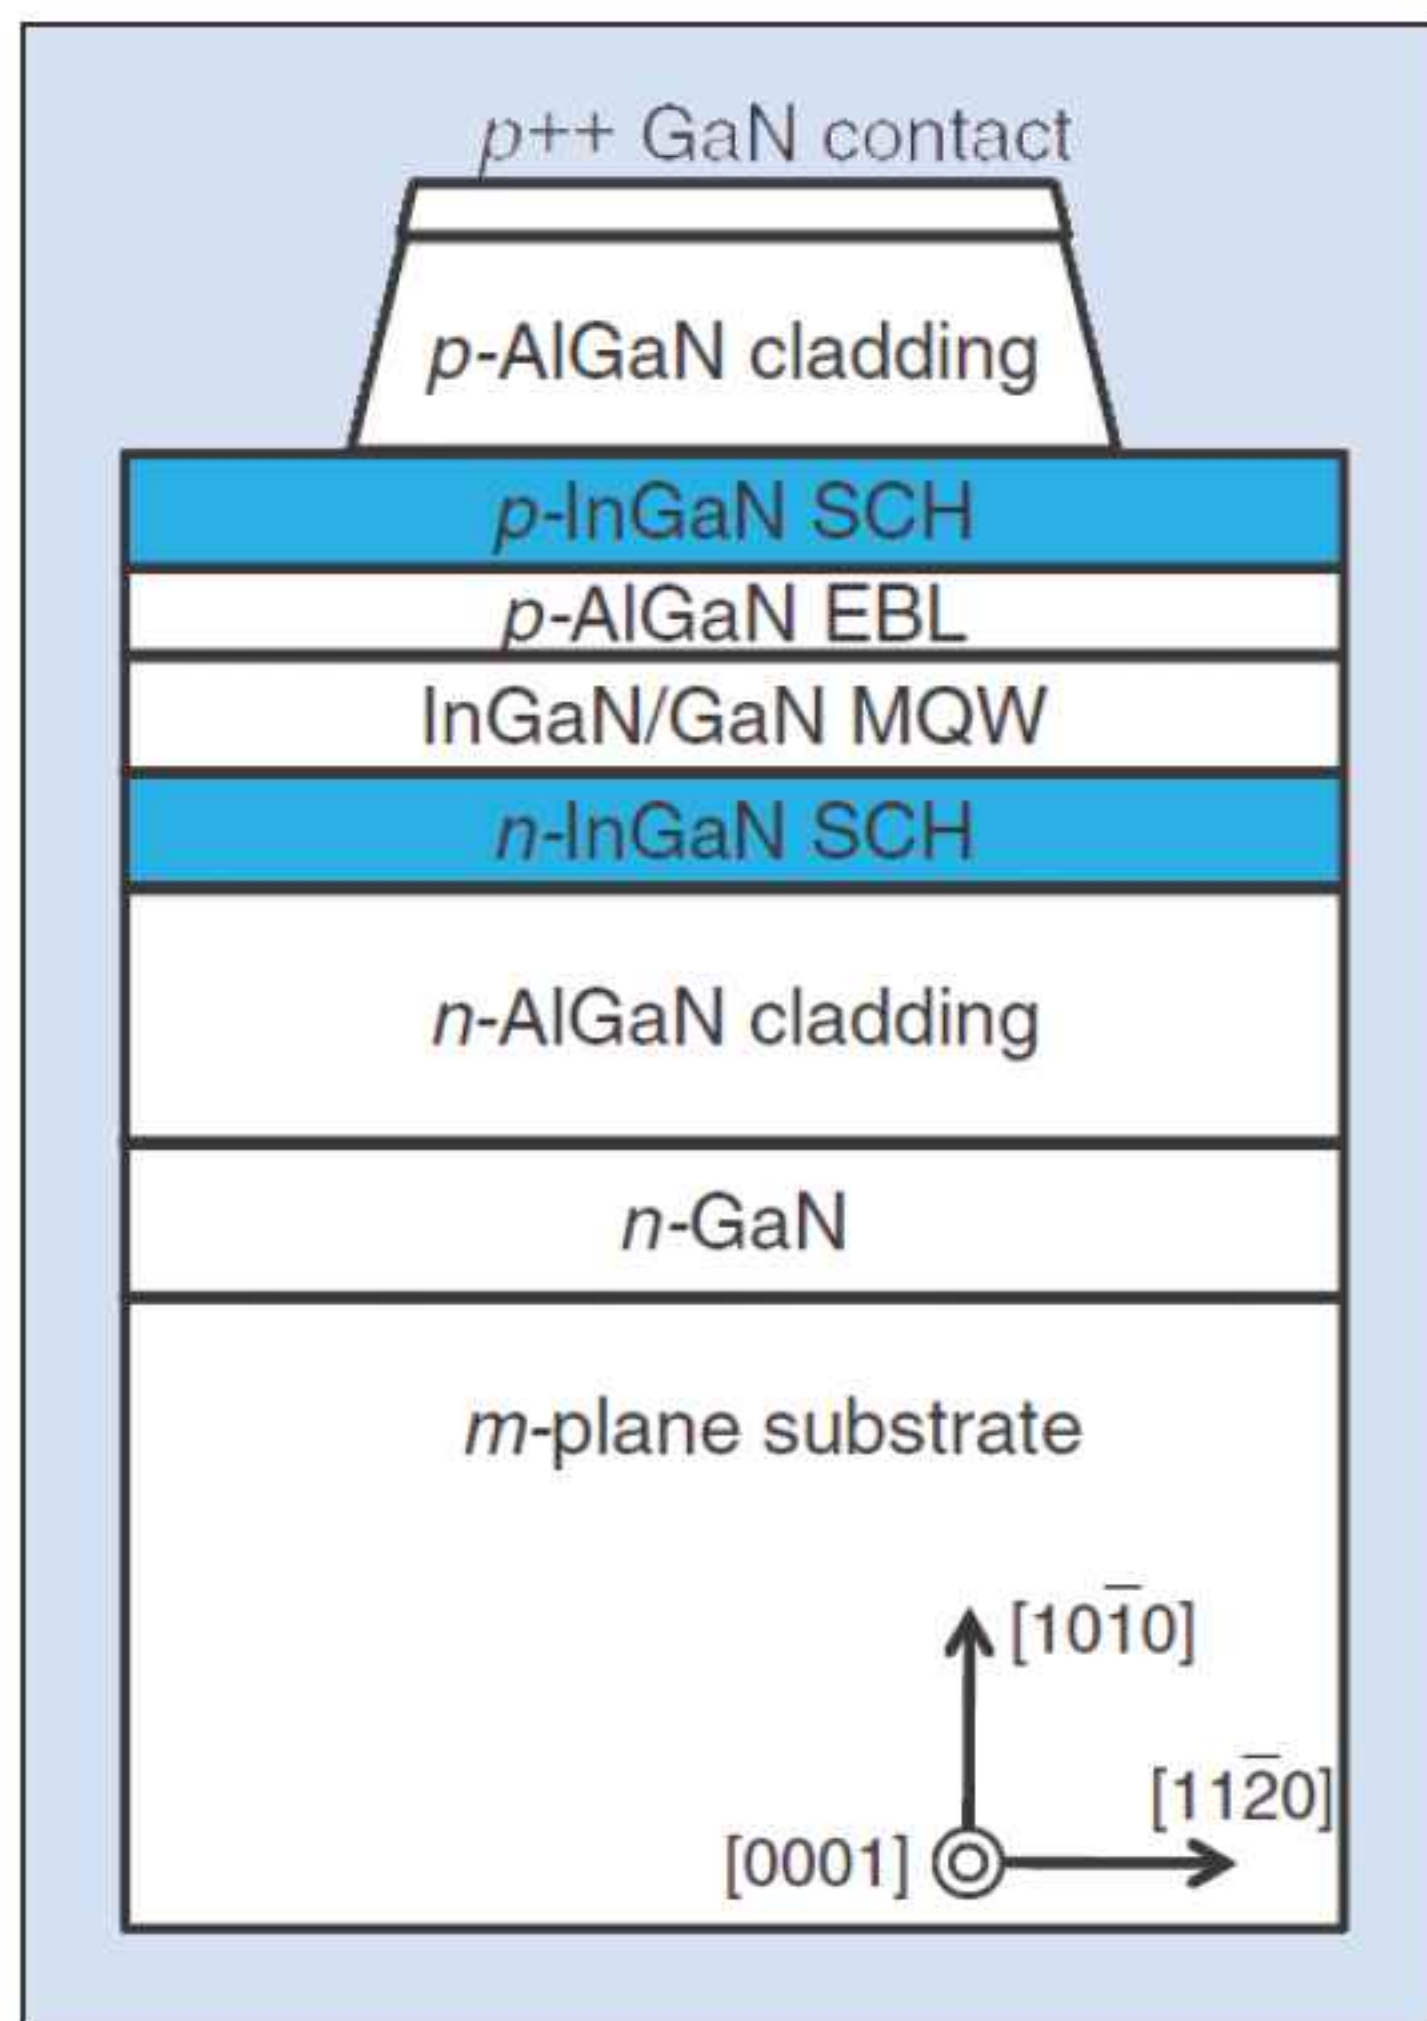 p++ GaN contact
p-AlGaN cladding
p-InGaN SCH
p-AlGaN EBL
InGaN/GaN MQW
n-InGaN SCH
n-AlGaN cladding
n-GaN
m-plane substrate
[101̅0]
[112̅0]
[0001]